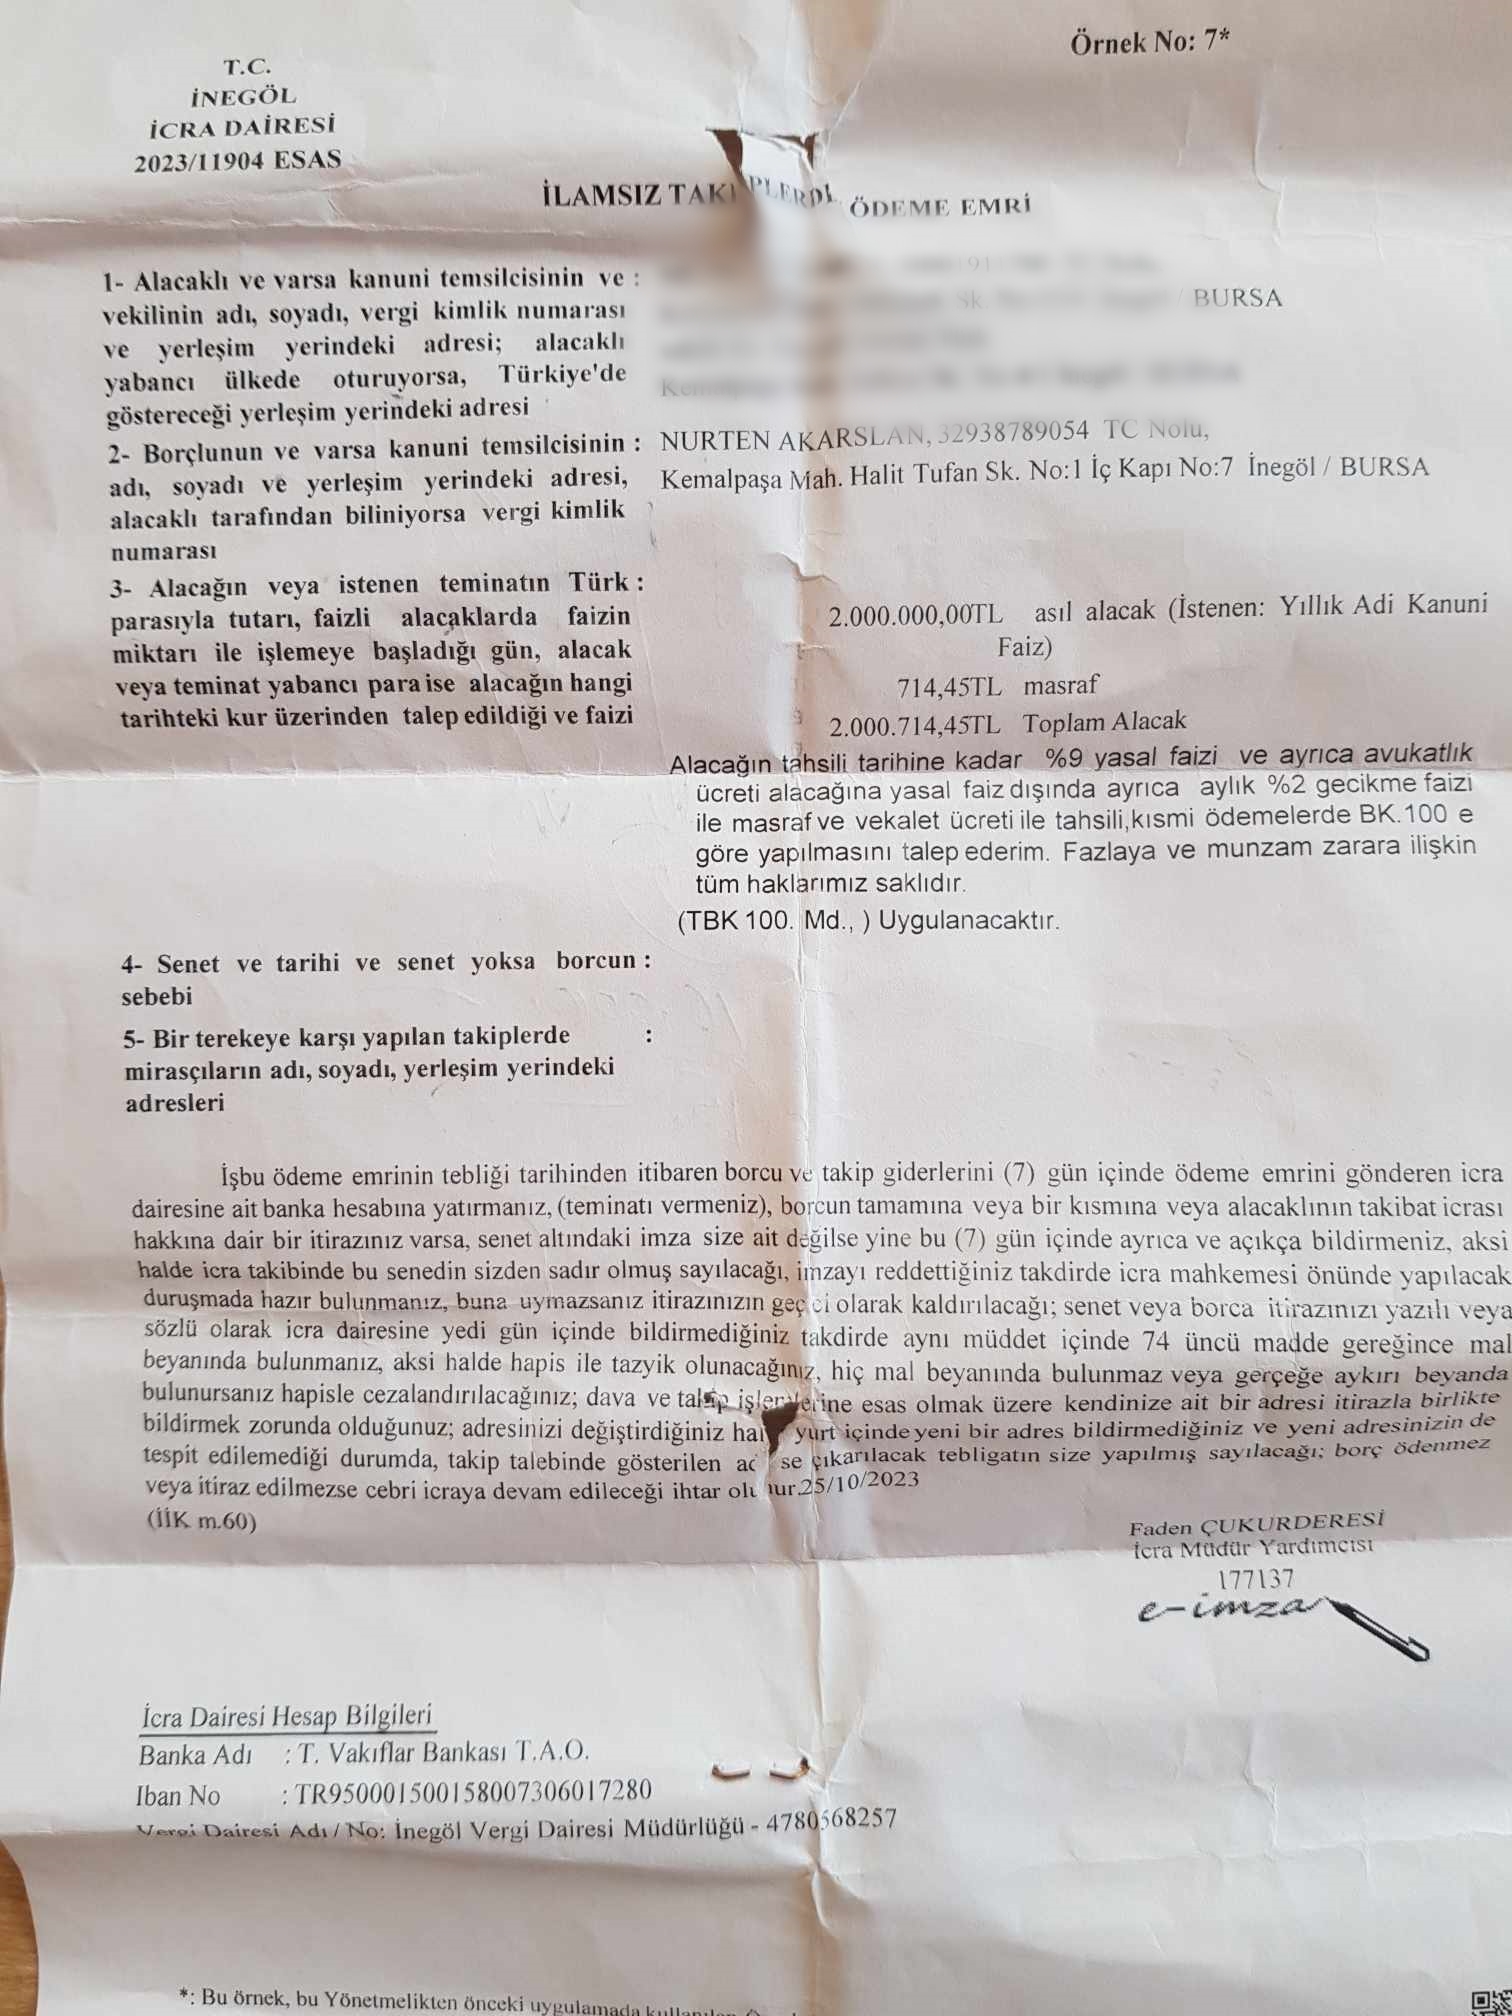 Örnek No: 7*
T.C.
İNEGÖL
İCRA DAİRESİ
2023/11904 ESAS
İLAMSIZ TAKİPLERDE ÖDEME EMRİ
1- Alacaklı ve varsa kanuni temsilcisinin ve :
vekilinin adı, soyadı, vergi kimlik numarası
ve yerleşim yerindeki adresi; alacaklı
yabancı ülkede oturuyorsa, Türkiye'de
göstereceği yerleşim yerindeki adresi
Sk. / BURSA
2- Borçlunun ve varsa kanuni temsilcisinin :
adı, soyadı ve yerleşim yerindeki adresi,
alacaklı tarafından biliniyorsa vergi kimlik
numarası
NURTEN AKARSLAN, 32938789054 TC Nolu,
Kemalpaşa Mah. Halit Tufan Sk. No:1 İç Kapı No:7 İnegöl / BURSA
3- Alacağın veya istenen teminatın Türk :
parasıyla tutarı, faizli alacaklarda faizin
miktarı ile işlemeye başladığı gün, alacak
veya teminat yabancı para ise alacağın hangi
tarihteki kur üzerinden talep edildiği ve faizi
2.000.000,00TL asıl alacak (İstenen: Yıllık Adi Kanuni
Faiz)
714,45TL masraf
2.000.714,45TL Toplam Alacak
Alacağın tahsili tarihine kadar %9 yasal faizi ve ayrıca avukatlık
ücreti alacağına yasal faiz dışında ayrıca aylık %2 gecikme faizi
ile masraf ve vekalet ücreti ile tahsili,kısmi ödemelerde BK.100 e
göre yapılmasını talep ederim. Fazlaya ve munzam zarara ilişkin
tüm haklarımız saklıdır.
(TBK 100. Md., ) Uygulanacaktır.
4- Senet ve tarihi ve senet yoksa borcun :
sebebi
5- Bir terekeye karşı yapılan takiplerde :
mirasçıların adı, soyadı, yerleşim yerindeki
adresleri
İşbu ödeme emrinin tebliği tarihinden itibaren borcu ve takip giderlerini (7) gün içinde ödeme emrini gönderen icra
dairesine ait banka hesabına yatırmanız, (teminatı vermeniz), borcun tamamına veya bir kısmına veya alacaklının takibat icrası
hakkına dair bir itirazınız varsa, senet altındaki imza size ait değilse yine bu (7) gün içinde ayrıca ve açıkça bildirmeniz, aksi
halde icra takibinde bu senedin sizden sadır olmuş sayılacağı, imzayı reddettiğiniz takdirde icra mahkemesi önünde yapılacak
duruşmada hazır bulunmanız, buna uymazsanız itirazınızın geçici olarak kaldırılacağı; senet veya borca itirazınızı yazılı veya
sözlü olarak icra dairesine yedi gün içinde bildirmediğiniz takdirde aynı müddet içinde 74 üncü madde gereğince mal
beyanında bulunmanız, aksi halde hapis ile tazyik olunacağınız, hiç mal beyanında bulunmaz veya gerçeğe aykırı beyanda
bulunursanız hapisle cezalandırılacağınız; dava ve takip işlemlerine esas olmak üzere kendinize ait bir adresi itirazla birlikte
bildirmek zorunda olduğunuz; adresinizi değiştirdiğiniz halde yurt içinde yeni bir adres bildirmediğiniz ve yeni adresinizin de
tespit edilemediği durumda, takip talebinde gösterilen adrese çıkarılacak tebligatın size yapılmış sayılacağı; borç ödenmez
veya itiraz edilmezse cebri icraya devam edileceği ihtar olunur.25/10/2023
(İİK m.60)
Faden ÇUKURDERESİ
İcra Müdür Yardımcısı
177137
e-imza
İcra Dairesi Hesap Bilgileri
Banka Adı : T. Vakıflar Bankası T.A.O.
Iban No : TR950001500158007306017280
Vergi Dairesi Adı / No: İnegöl Vergi Dairesi Müdürlüğü - 4780568257
*: Bu örnek, bu Yönetmelikten önceki uygulamada kullanılan